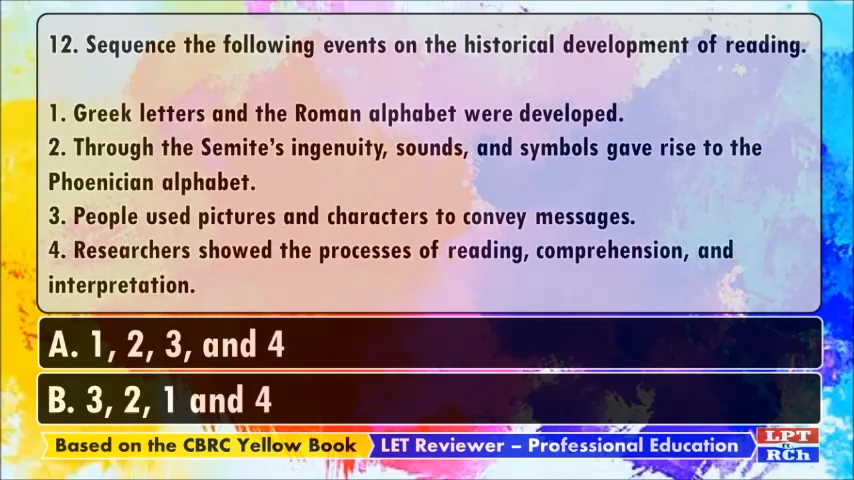 12. Sequence the following events on the historical development of reading.
1. Greek letters and the Roman alphabet were developed.
2. Through the Semite's ingenuity, sounds, and symbols gave rise to the
Phoenician alphabet.
3. People used pictures and characters to convey messages.
4. Researchers showed the processes of reading, comprehension, and
interpretation.
A. 1, 2, 3, and 4
B. 3, 2, 1 and 4
Based on the CBRC Yellow Book LET Reviewer – Professional Education
LPT
n
RCh